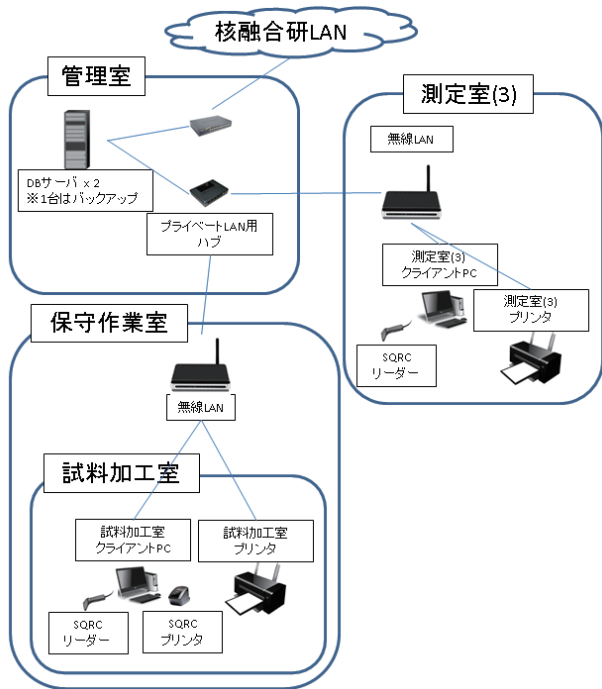 核融合研LAN
管理室
DBサーバ x 2
※1台はバックアップ
プライベートLAN用
ハブ
測定室(3)
無線LAN
測定室(3)
クライアントPC
測定室(3)
プリンタ
SQRC
リーダー
保守作業室
無線LAN
試料加工室
試料加工室
クライアントPC
試料加工室
プリンタ
SQRC
リーダー
SQRC
プリンタ